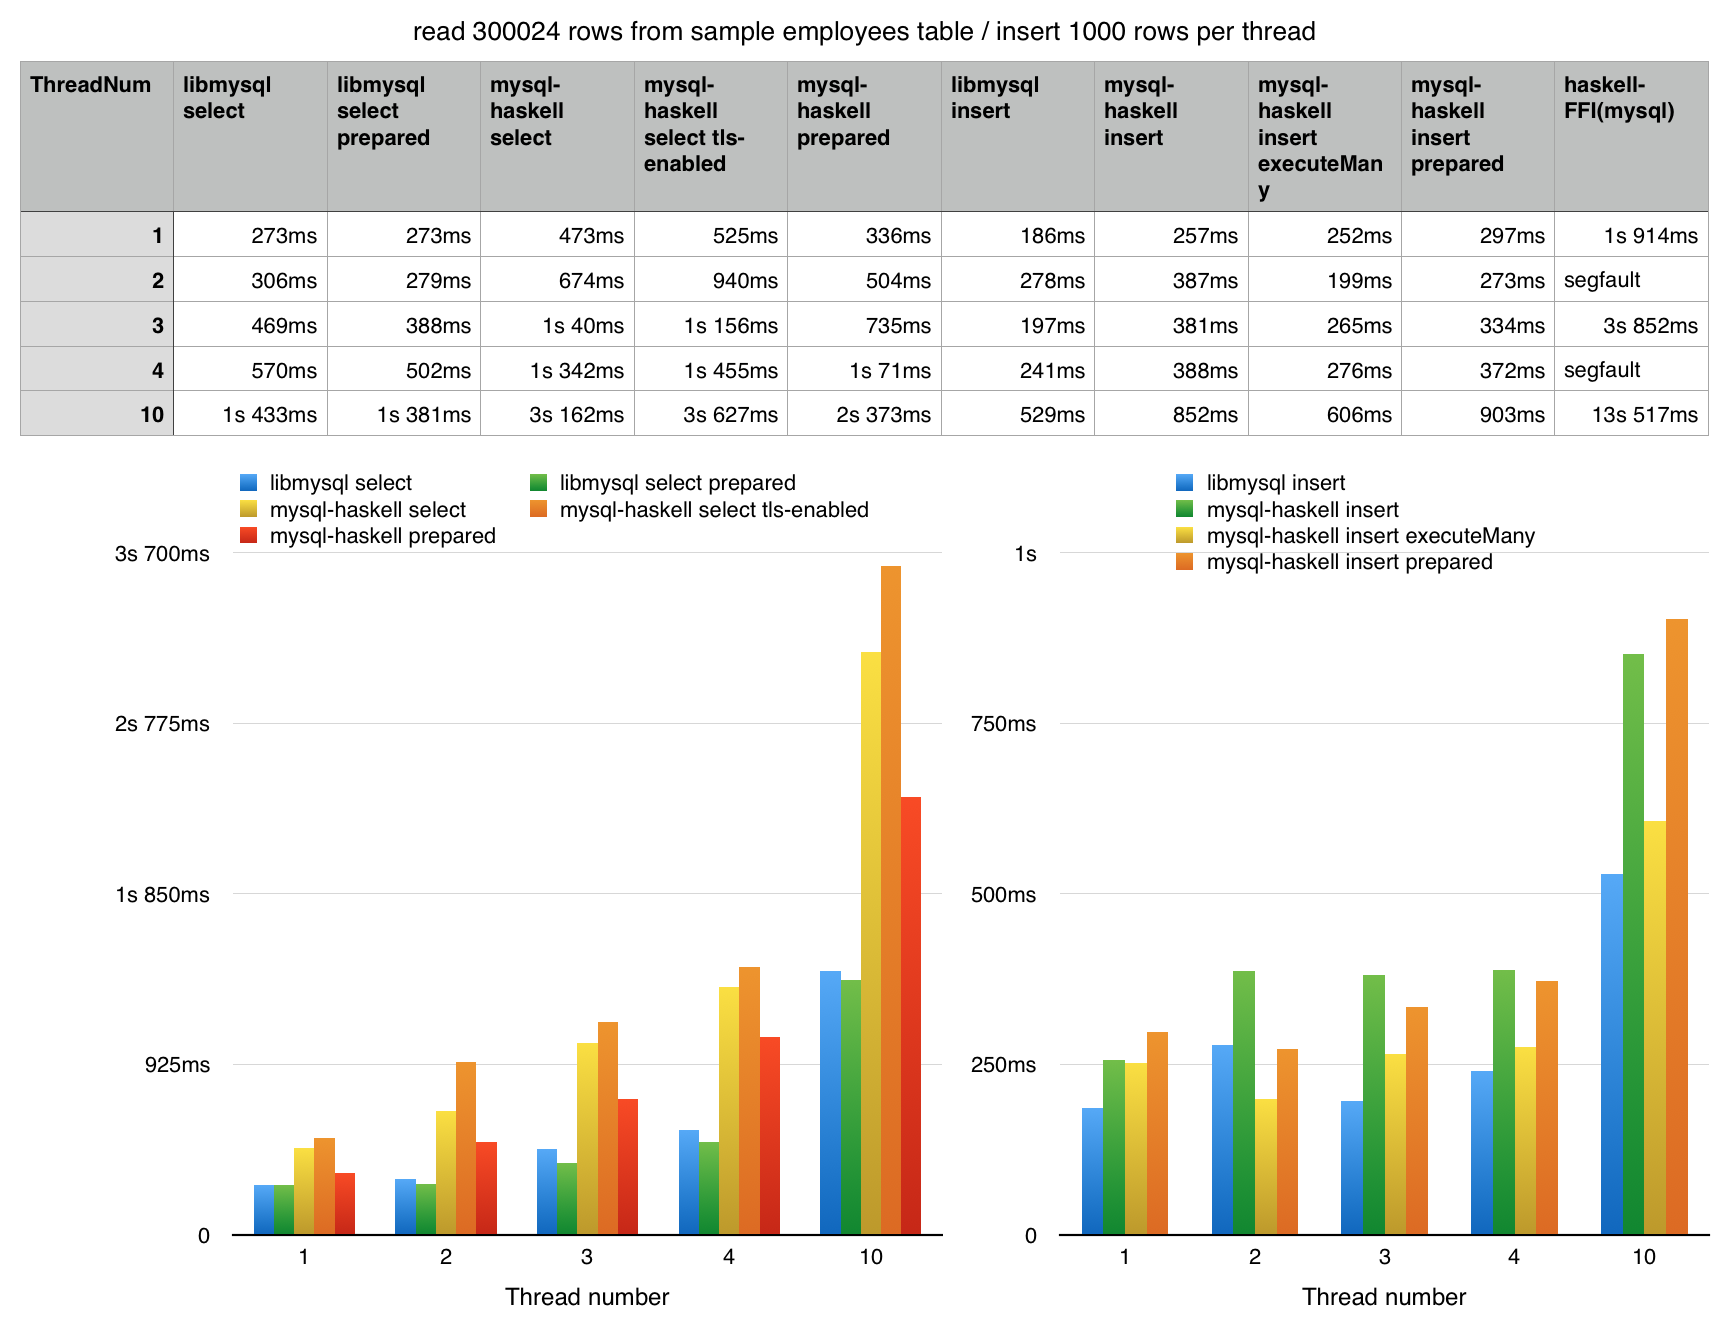 read 300024 rows from sample employees table / insert 1000 rows per thread
ThreadNum
libmysql
select
libmysql
select
prepared
mysql-
haskell
select
mysql-
haskell
select tls-
enabled
mysql-
haskell
prepared
libmysql
insert
mysql-
haskell
insert
mysql-
haskell
insert
executeMan
y
mysql-
haskell
insert
prepared
haskell-
FFI(mysql)
1 273ms 273ms 473ms 525ms 336ms 186ms 257ms 252ms 297ms 1s 914ms
2 306ms 279ms 674ms 940ms 504ms 278ms 387ms 199ms 273ms segfault
3 469ms 388ms 1s 40ms 1s 156ms 735ms 197ms 381ms 265ms 334ms 3s 852ms
4 570ms 502ms 1s 342ms 1s 455ms 1s 71ms 241ms 388ms 276ms 372ms segfault
10 1s 433ms 1s 381ms 3s 162ms 3s 627ms 2s 373ms 529ms 852ms 606ms 903ms 13s 517ms
libmysql select
libmysql select prepared
mysql-haskell select
mysql-haskell select tls-enabled
mysql-haskell prepared
3s 700ms
2s 775ms
1s 850ms
925ms
0
1 2 3 4 10
Thread number
libmysql insert
mysql-haskell insert
mysql-haskell insert executeMany
mysql-haskell insert prepared
1s
750ms
500ms
250ms
0
1 2 3 4 10
Thread number